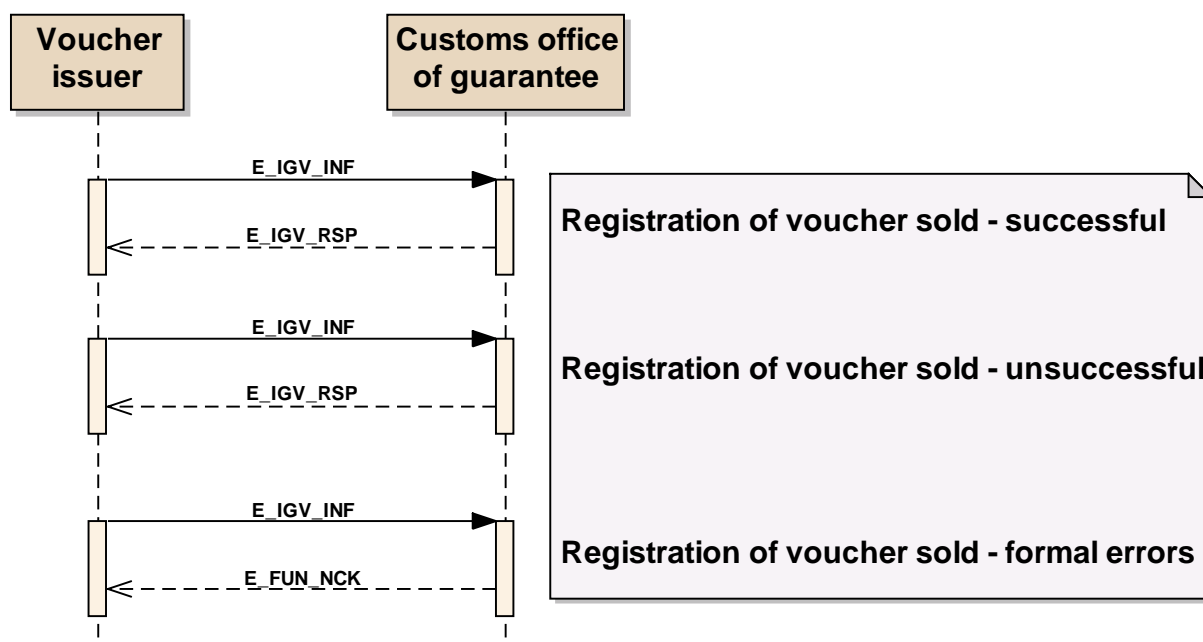 Voucher
issuer
Customs office
of guarantee
E_IGV_INF
Registration of voucher sold - successful
E_IGV_RSP
E_IGV_INF
Registration of voucher sold - unsuccessful
E_IGV_RSP
E_IGV_INF
Registration of voucher sold - formal errors
E_FUN_NCK